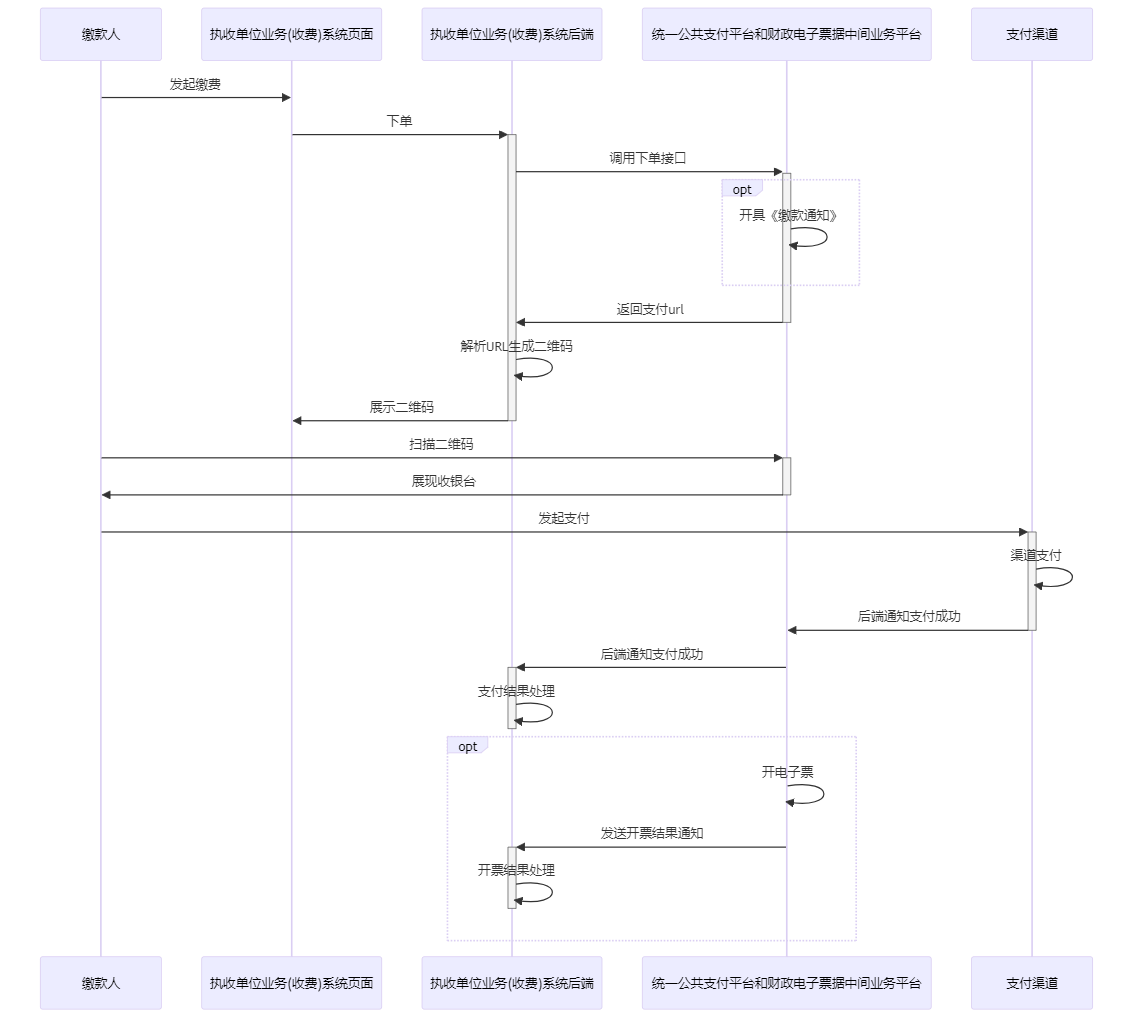 缴款人
执收单位业务(收费)系统页面
执收单位业务(收费)系统后端
统一公共支付平台和财政电子票据中间业务平台
支付渠道
发起缴费
下单
调用下单接口
opt
开具《缴款通知》
返回支付url
解析URL生成二维码
展示二维码
扫描二维码
展现收银台
发起支付
渠道支付
后端通知支付成功
后端通知支付成功
支付结果处理
opt
开电子票
发送开票结果通知
开票结果处理
缴款人
执收单位业务(收费)系统页面
执收单位业务(收费)系统后端
统一公共支付平台和财政电子票据中间业务平台
支付渠道